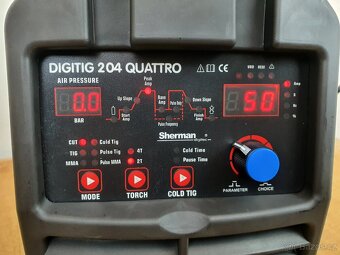 DIGITIG 204 QUATTRO
AIR PRESSURE
0.0
BAR
Up Slope
Start Amp
Peak Amp
Base Amp
Pulse Duty
Pulse Frequency
Down Slope
VRD
50
Amp
S
%
Hz
Sherman
CUT
Cold Tig
TIG
Pulse Tig
MMA
Pulse MMA
4T
2T
Cold Time
Pause Time
MODE
TORCH
COLD TIG
PARAMETER
CHOICE